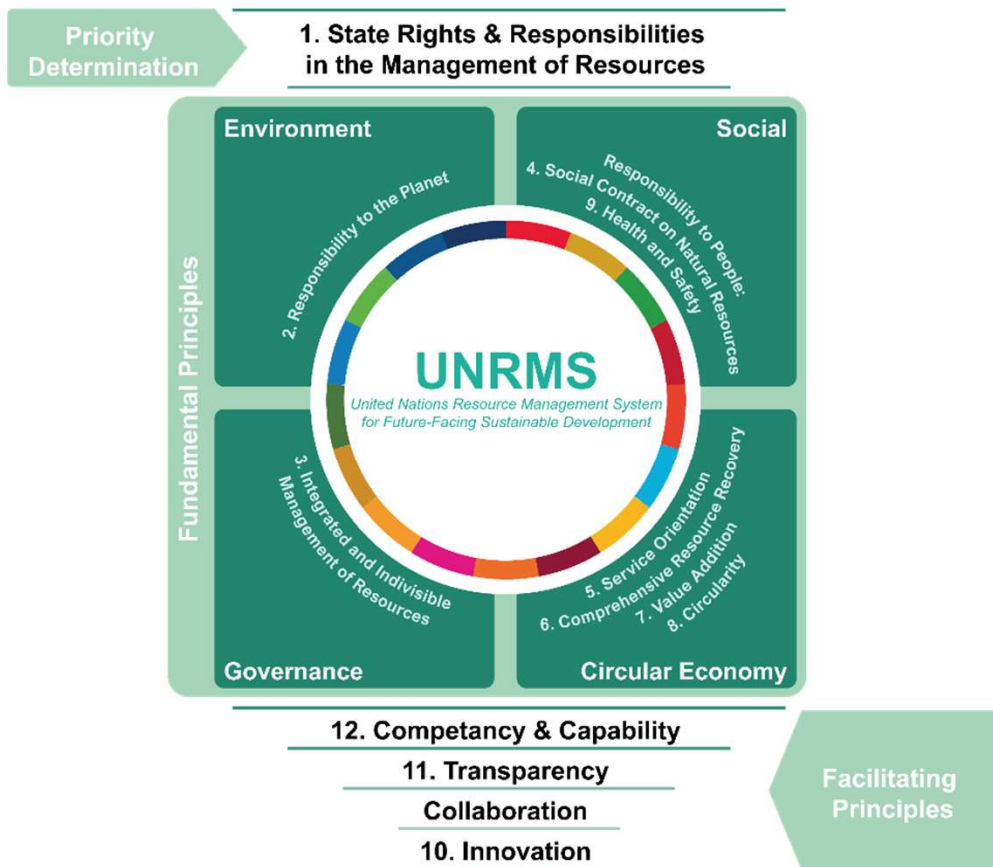 Priority
Determination
1. State Rights & Responsibilities
in the Management of Resources
Fundamental Principles
Environment
2. Responsibility to the Planet
Social
Responsibility to People:
4. Social Contract on Natural Resources
9. Health and Safety
UNRMS
United Nations Resource Management System
for Future-Facing Sustainable Development
3. Integrated and Indivisible
Management of Resources
Governance
5. Service Orientation
6. Comprehensive Resource Recovery
7. Value Addition
8. Circularity
Circular Economy
12. Competancy & Capability
11. Transparency
Collaboration
10. Innovation
Facilitating
Principles